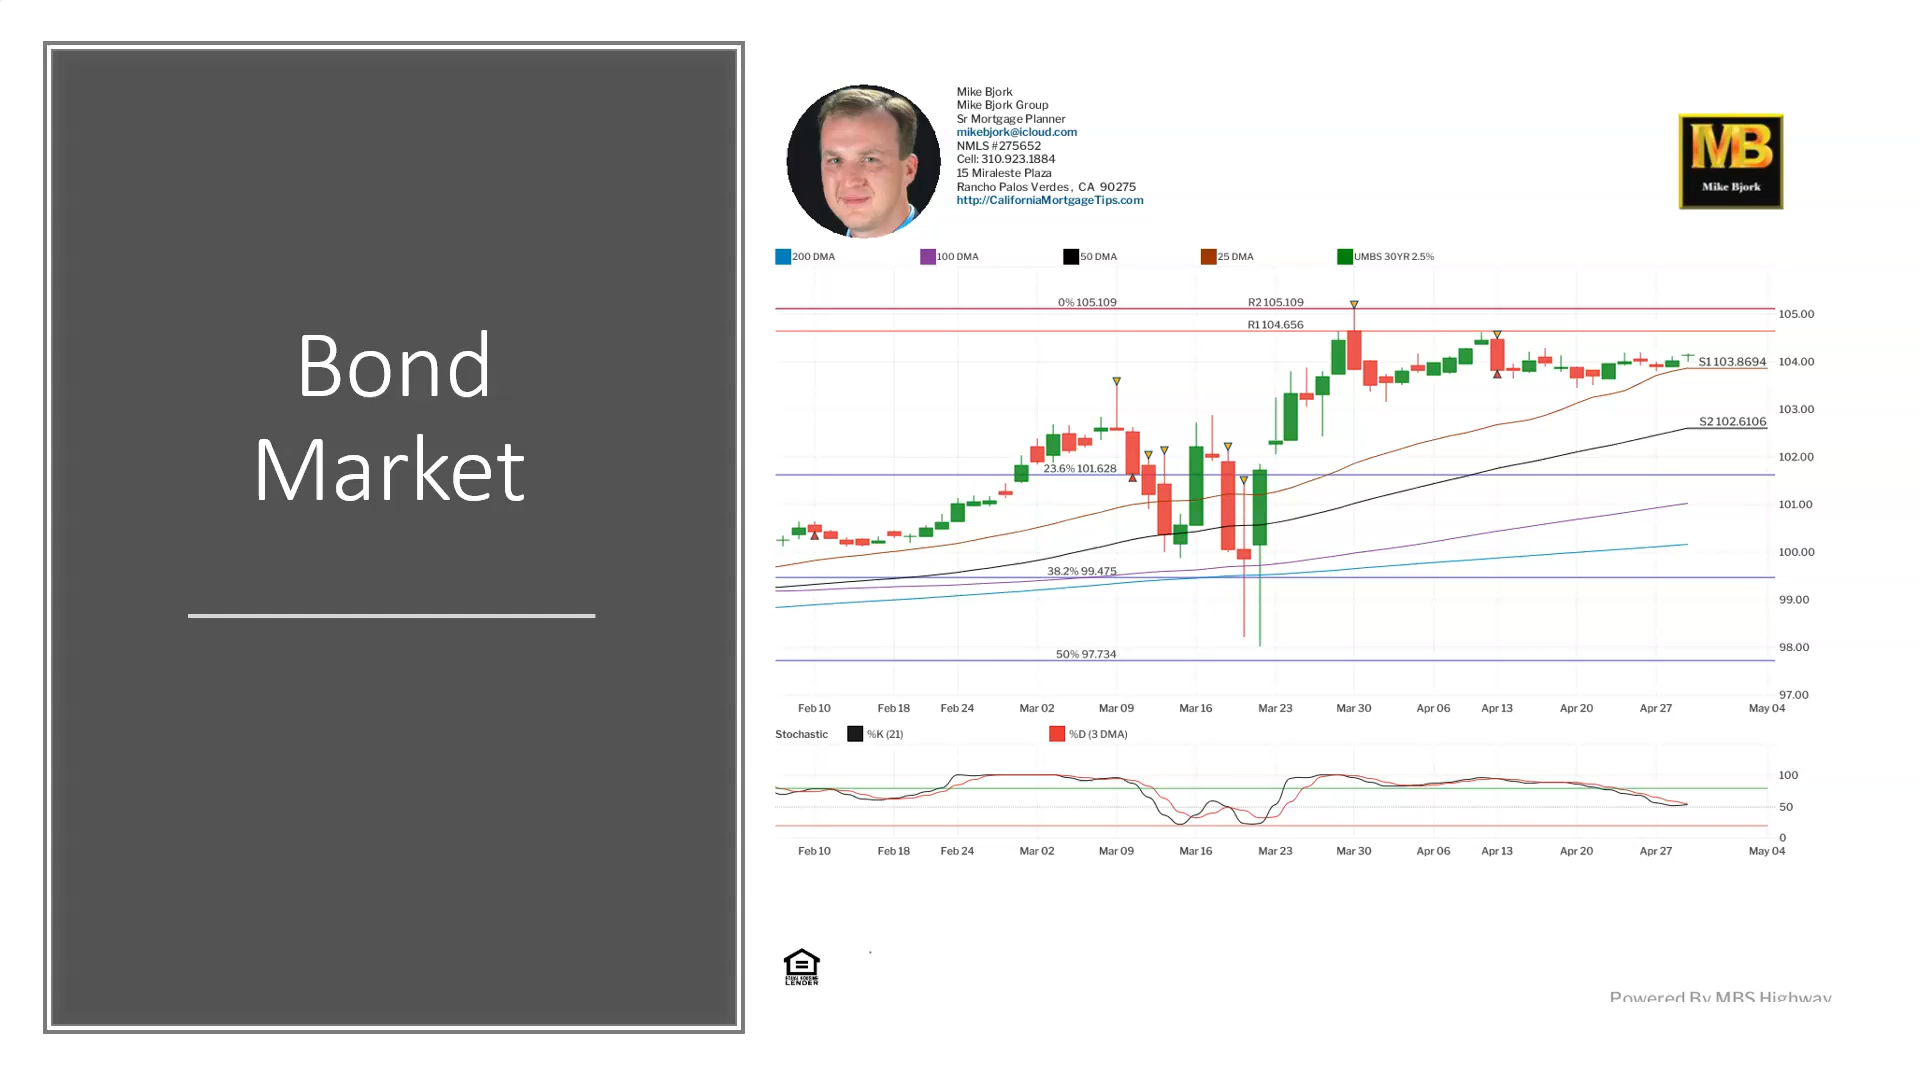 Bond
Market
Mike Bjork
Mike Bjork Group
Sr Mortgage Planner
mikebjork@icloud.com
NMLS #275652
Cell: 310.923.1884
15 Miraleste Plaza
Rancho Palos Verdes , CA 90275
http://CaliforniaMortgageTips.com
MB
Mike Bjork
200 DMA 100 DMA 50 DMA 25 DMA UMBS 30YR 2.5%
0% 105.109 R2 105.109
105.00
R1 104.656
S1 103.8694 104.00
103.00
S2 102.6106
102.00
23.6% 101.628
101.00
100.00
38.2% 99.475
99.00
98.00
50% 97.734
97.00
Feb 10 Feb 18 Feb 24 Mar 02 Mar 09 Mar 16 Mar 23 Mar 30 Apr 06 Apr 13 Apr 20 Apr 27 May 04
Stochastic %K (21) %D (3 DMA)
100
50
0
Feb 10 Feb 18 Feb 24 Mar 02 Mar 09 Mar 16 Mar 23 Mar 30 Apr 06 Apr 13 Apr 20 Apr 27 May 04
EQUAL HOUSING
LENDER
Powered By MBS Highway